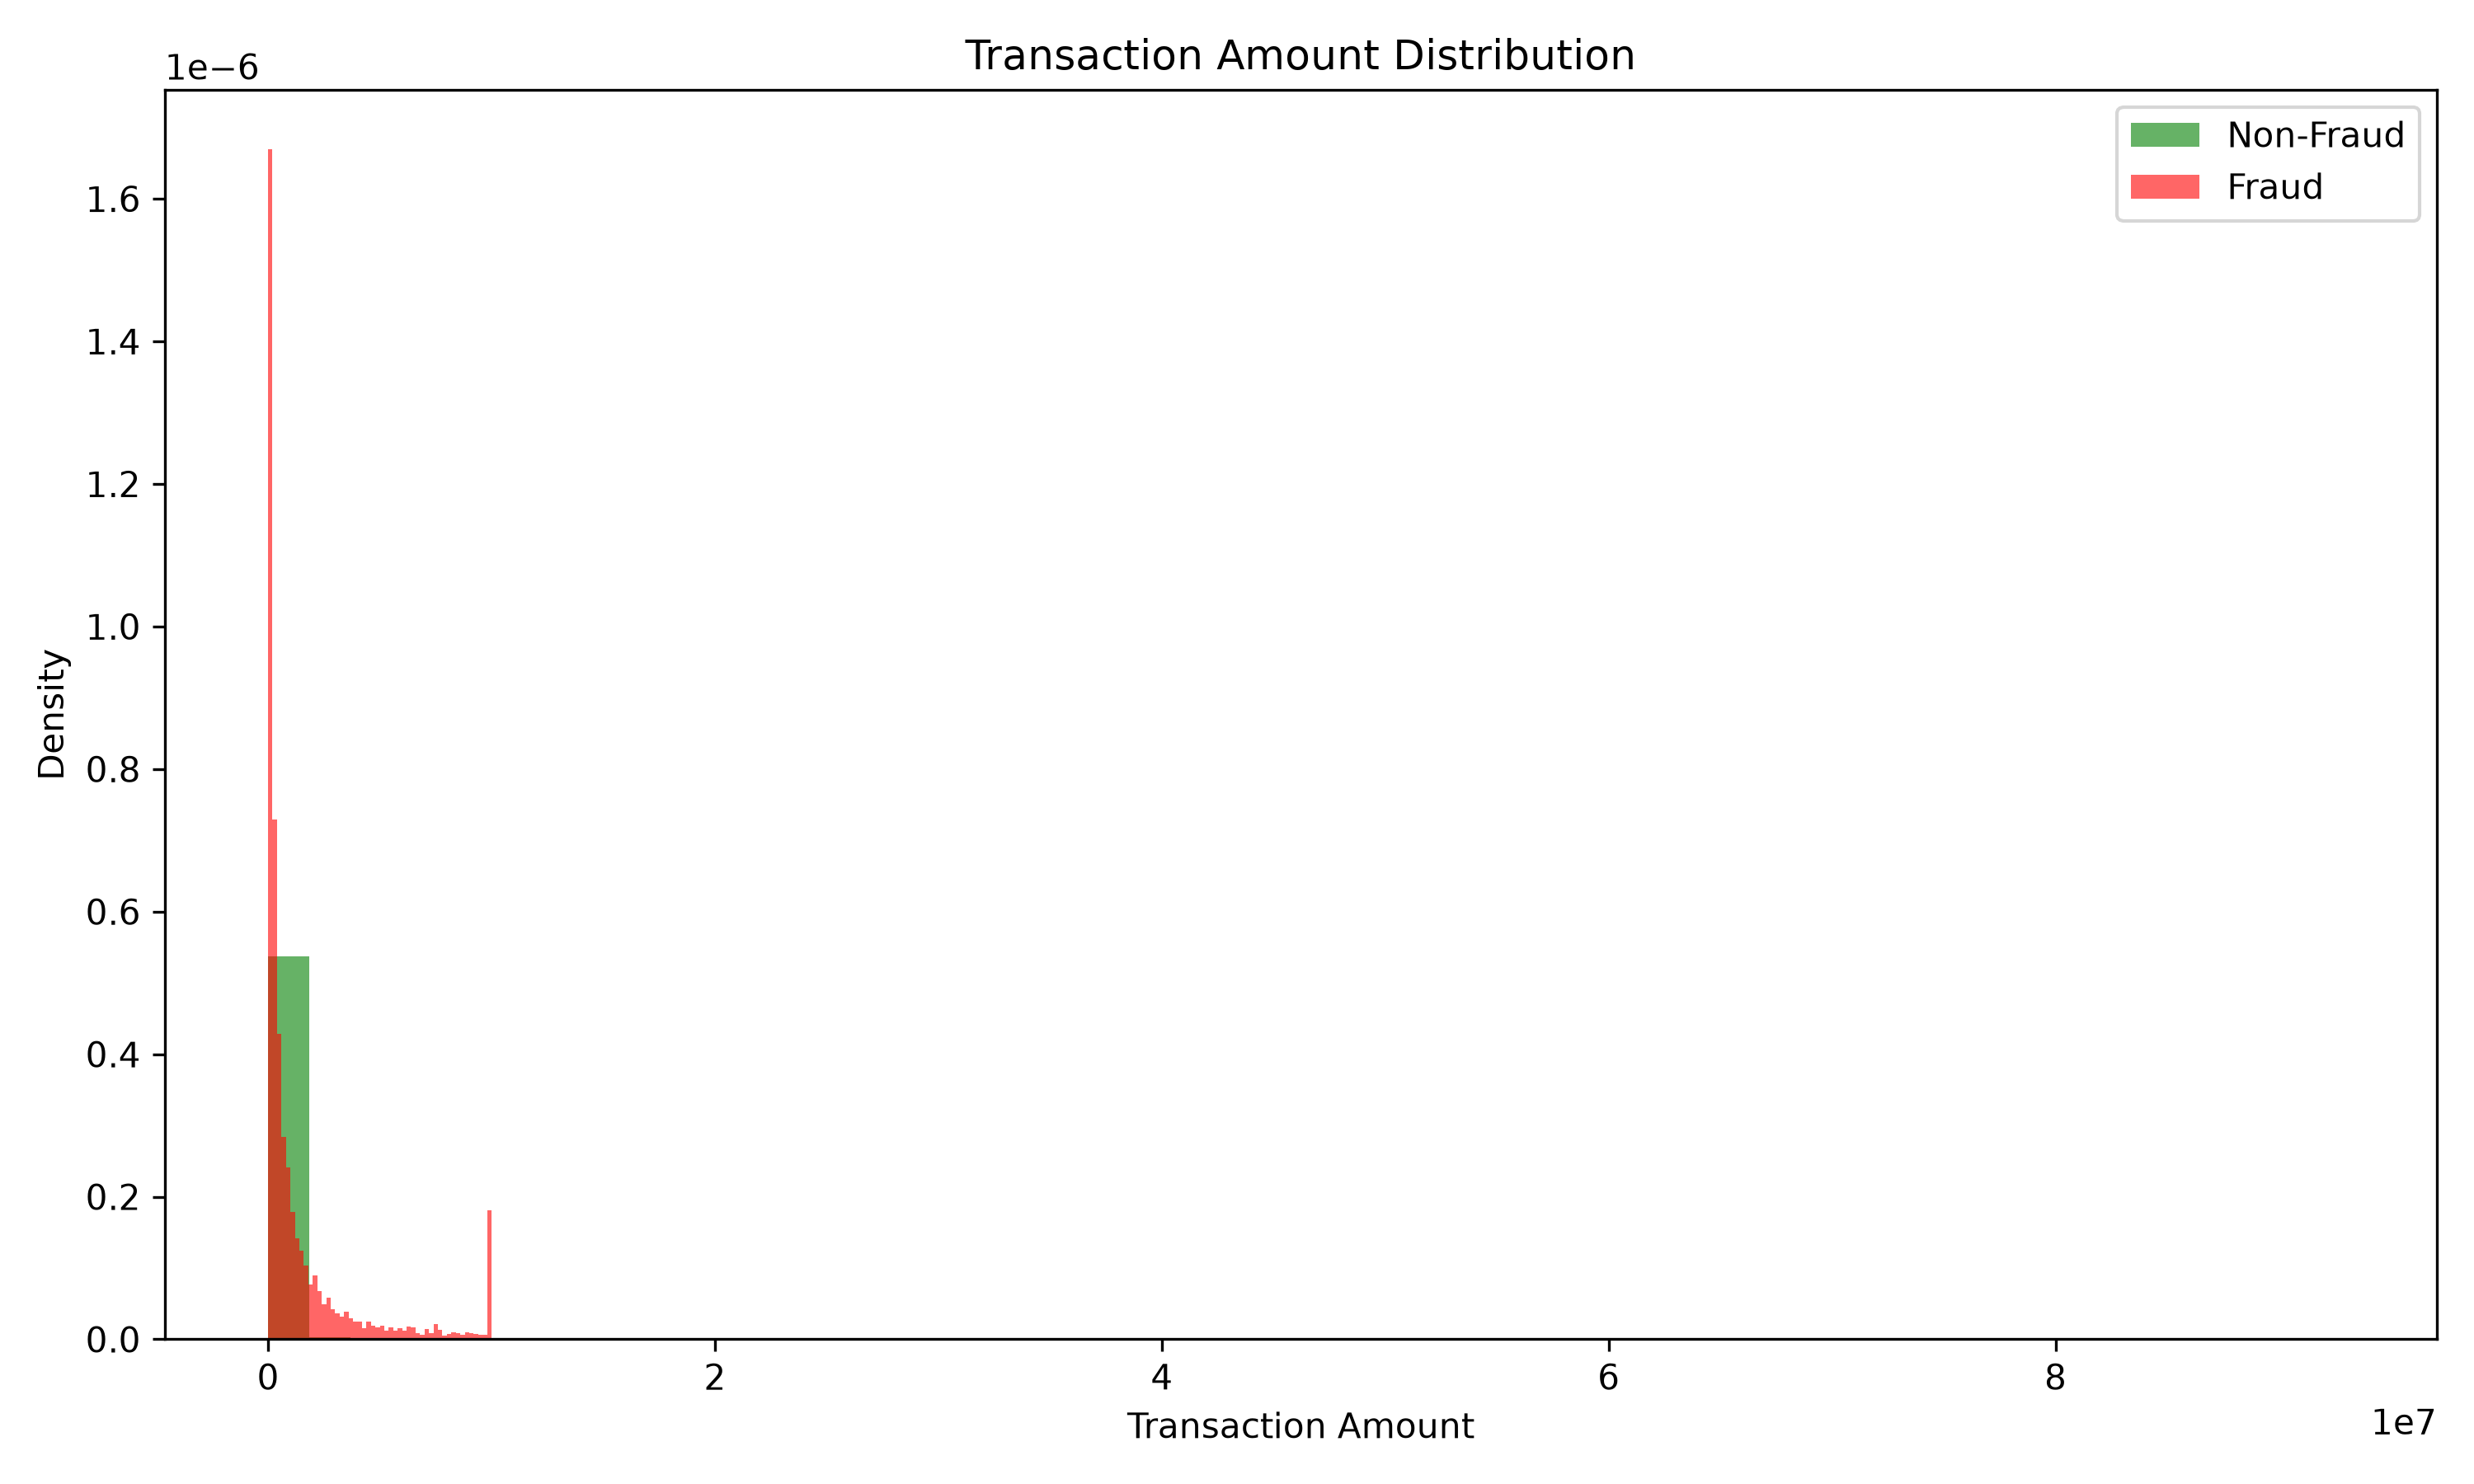 Transaction Amount Distribution
1e−6
Non-Fraud
Fraud
1.6
1.4
1.2
1.0
0.8
0.6
0.4
0.2
0.0
Density
0 2 4 6 8
1e7
Transaction Amount